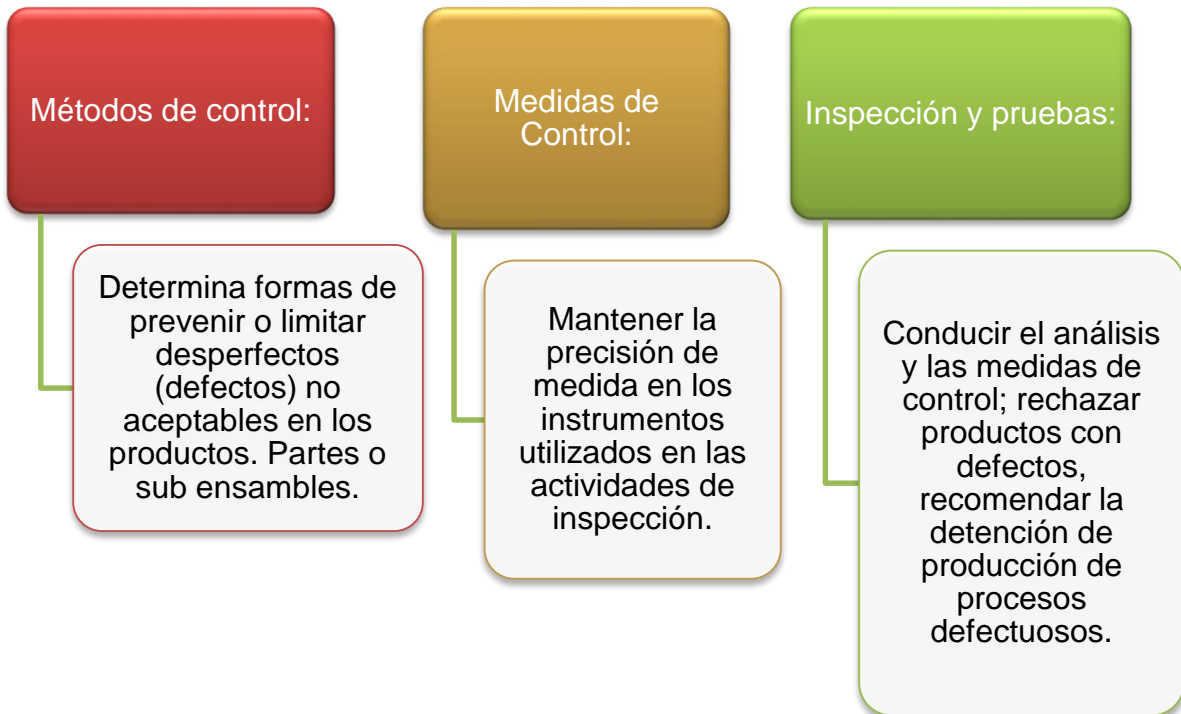 Métodos de control:
Determina formas de
prevenir o limitar
desperfectos
(defectos) no
aceptables en los
productos. Partes o
sub ensambles.
Medidas de
Control:
Mantener la
precisión de
medida en los
instrumentos
utilizados en las
actividades de
inspección.
Inspección y pruebas:
Conducir el análisis
y las medidas de
control; rechazar
productos con
defectos,
recomendar la
detención de
producción de
procesos
defectuosos.